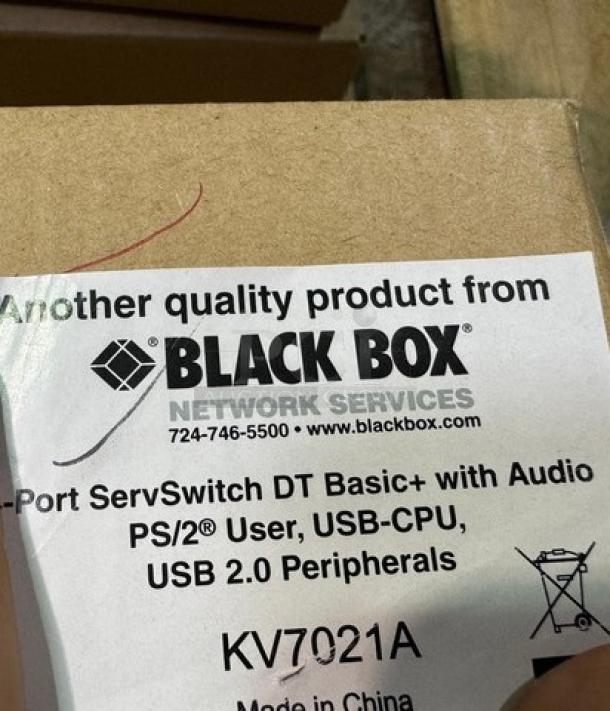 Another quality product from
BLACK BOX®
NETWORK SERVICES
724-746-5500 • www.blackbox.com
-Port ServSwitch DT Basic+ with Audio
PS/2® User, USB-CPU,
USB 2.0 Peripherals
KV7021A
Made in China